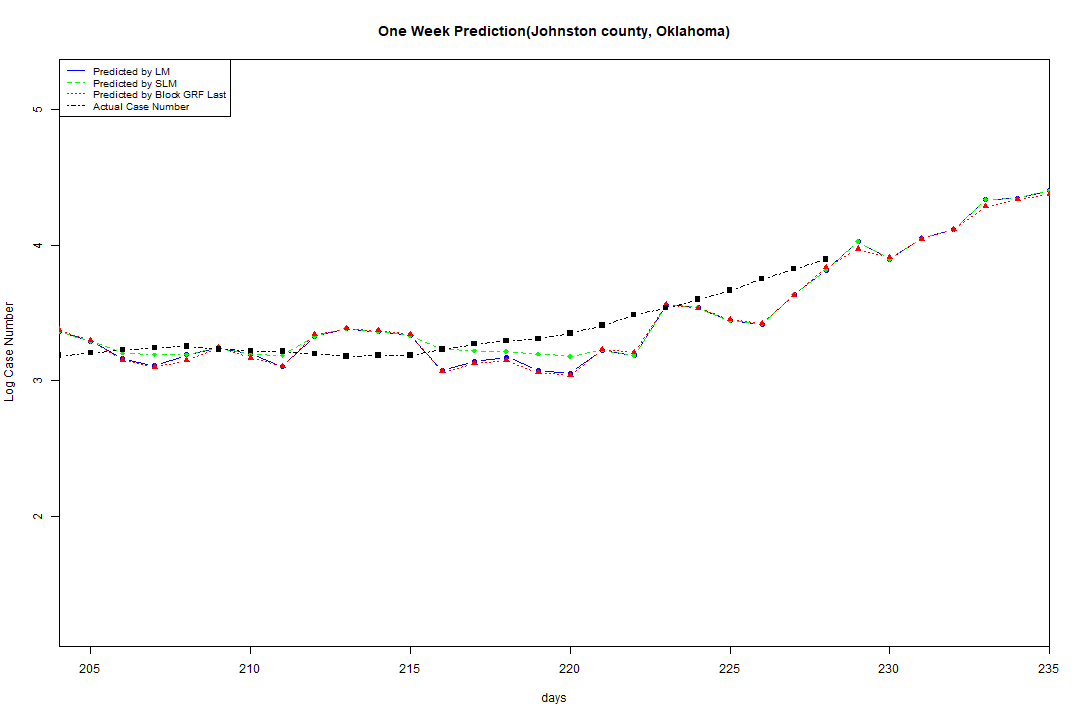 One Week Prediction(Johnston county, Oklahoma)
Predicted by LM
Predicted by SLM
Predicted by Block GRF Last
Actual Case Number
5
4
3
2
Log Case Number
205 210 215 220 225 230 235
days